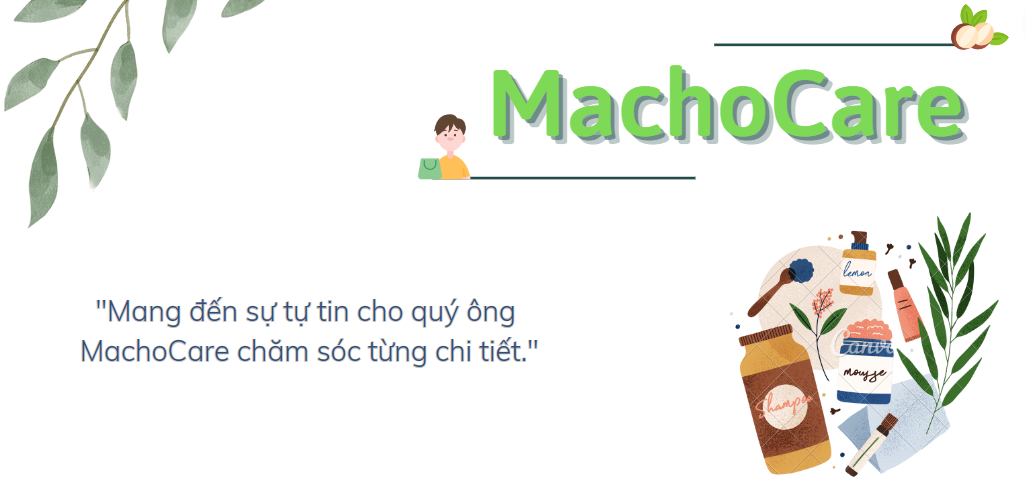 MachoCare
"Mang đến sự tự tin cho quý ông
MachoCare chăm sóc từng chi tiết."
lemon
Canva
mousse
Shampoo